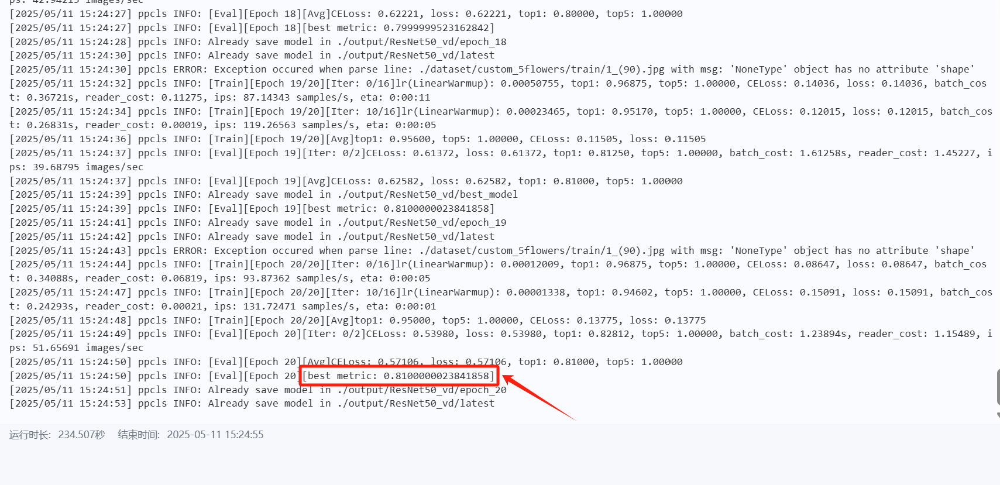 ps: 42.94215 images/sec
[2025/05/11 15:24:27] ppcls INFO: [Eval][Epoch 18][Avg]CELoss: 0.62221, loss: 0.62221, top1: 0.80000, top5: 1.00000
[2025/05/11 15:24:27] ppcls INFO: [Eval][Epoch 18][best metric: 0.7999999523162842]
[2025/05/11 15:24:28] ppcls INFO: Already save model in ./output/ResNet50_vd/epoch_18
[2025/05/11 15:24:30] ppcls INFO: Already save model in ./output/ResNet50_vd/latest
[2025/05/11 15:24:30] ppcls ERROR: Exception occured when parse line: ./dataset/custom_5flowers/train/1_(90).jpg with msg: 'NoneType' object has no attribute 'shape'
[2025/05/11 15:24:32] ppcls INFO: [Train][Epoch 19/20][Iter: 0/16]lr(LinearWarmup): 0.00050755, top1: 0.96875, top5: 1.00000, CELoss: 0.14036, loss: 0.14036, batch_cos
t: 0.36721s, reader_cost: 0.11275, ips: 87.14343 samples/s, eta: 0:00:11
[2025/05/11 15:24:34] ppcls INFO: [Train][Epoch 19/20][Iter: 10/16]lr(LinearWarmup): 0.00023465, top1: 0.95170, top5: 1.00000, CELoss: 0.12015, loss: 0.12015, batch_cos
t: 0.26831s, reader_cost: 0.00019, ips: 119.26563 samples/s, eta: 0:00:05
[2025/05/11 15:24:36] ppcls INFO: [Train][Epoch 19/20][Avg]top1: 0.95600, top5: 1.00000, CELoss: 0.11505, loss: 0.11505
[2025/05/11 15:24:37] ppcls INFO: [Eval][Epoch 19][Iter: 0/2]CELoss: 0.61372, loss: 0.61372, top1: 0.81250, top5: 1.00000, batch_cost: 1.61258s, reader_cost: 1.45227, i
ps: 39.68795 images/sec
[2025/05/11 15:24:37] ppcls INFO: [Eval][Epoch 19][Avg]CELoss: 0.62582, loss: 0.62582, top1: 0.81000, top5: 1.00000
[2025/05/11 15:24:39] ppcls INFO: Already save model in ./output/ResNet50_vd/best_model
[2025/05/11 15:24:39] ppcls INFO: [Eval][Epoch 19][best metric: 0.8100000023841858]
[2025/05/11 15:24:41] ppcls INFO: Already save model in ./output/ResNet50_vd/epoch_19
[2025/05/11 15:24:42] ppcls INFO: Already save model in ./output/ResNet50_vd/latest
[2025/05/11 15:24:43] ppcls ERROR: Exception occured when parse line: ./dataset/custom_5flowers/train/1_(90).jpg with msg: 'NoneType' object has no attribute 'shape'
[2025/05/11 15:24:44] ppcls INFO: [Train][Epoch 20/20][Iter: 0/16]lr(LinearWarmup): 0.00012009, top1: 0.96875, top5: 1.00000, CELoss: 0.08647, loss: 0.08647, batch_cos
t: 0.34088s, reader_cost: 0.06819, ips: 93.87362 samples/s, eta: 0:00:05
[2025/05/11 15:24:47] ppcls INFO: [Train][Epoch 20/20][Iter: 10/16]lr(LinearWarmup): 0.00001338, top1: 0.94602, top5: 1.00000, CELoss: 0.15091, loss: 0.15091, batch_cos
t: 0.24293s, reader_cost: 0.00021, ips: 131.72471 samples/s, eta: 0:00:01
[2025/05/11 15:24:48] ppcls INFO: [Train][Epoch 20/20][Avg]top1: 0.95000, top5: 1.00000, CELoss: 0.13775, loss: 0.13775
[2025/05/11 15:24:49] ppcls INFO: [Eval][Epoch 20][Iter: 0/2]CELoss: 0.53980, loss: 0.53980, top1: 0.82812, top5: 1.00000, batch_cost: 1.23894s, reader_cost: 1.15489, i
ps: 51.65691 images/sec
[2025/05/11 15:24:50] ppcls INFO: [Eval][Epoch 20][Avg]CELoss: 0.57106, loss: 0.57106, top1: 0.81000, top5: 1.00000
[2025/05/11 15:24:50] ppcls INFO: [Eval][Epoch 20][best metric: 0.8100000023841858]
[2025/05/11 15:24:51] ppcls INFO: Already save model in ./output/ResNet50_vd/epoch_20
[2025/05/11 15:24:53] ppcls INFO: Already save model in ./output/ResNet50_vd/latest
运行时长: 234.507秒 结束时间: 2025-05-11 15:24:55